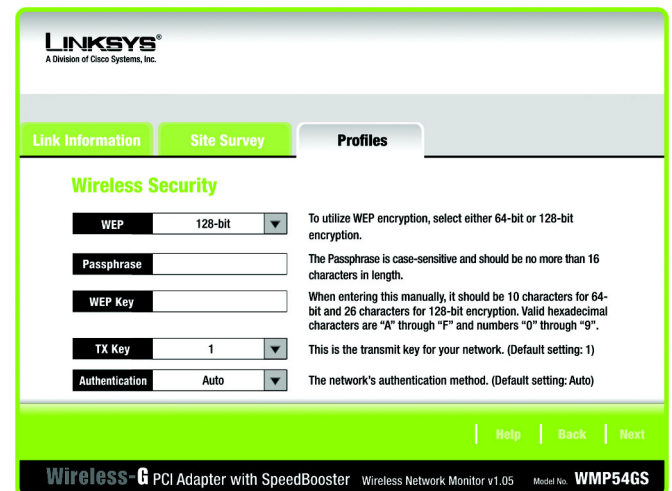 LINKSYS®
A Division of Cisco Systems, Inc.
Link Information
Site Survey
Profiles
Wireless Security
WEP
128-bit
To utilize WEP encryption, select either 64-bit or 128-bit
encryption.
Passphrase
The Passphrase is case-sensitive and should be no more than 16
characters in length.
WEP Key
When entering this manually, it should be 10 characters for 64-
bit and 26 characters for 128-bit encryption. Valid hexadecimal
characters are “A” through “F” and numbers “0” through “9”.
TX Key
1
This is the transmit key for your network. (Default setting: 1)
Authentication
Auto
The network’s authentication method. (Default setting: Auto)
Help
Back
Next
Wireless-G PCI Adapter with SpeedBooster Wireless Network Monitor v1.05 Model No. WMP54GS